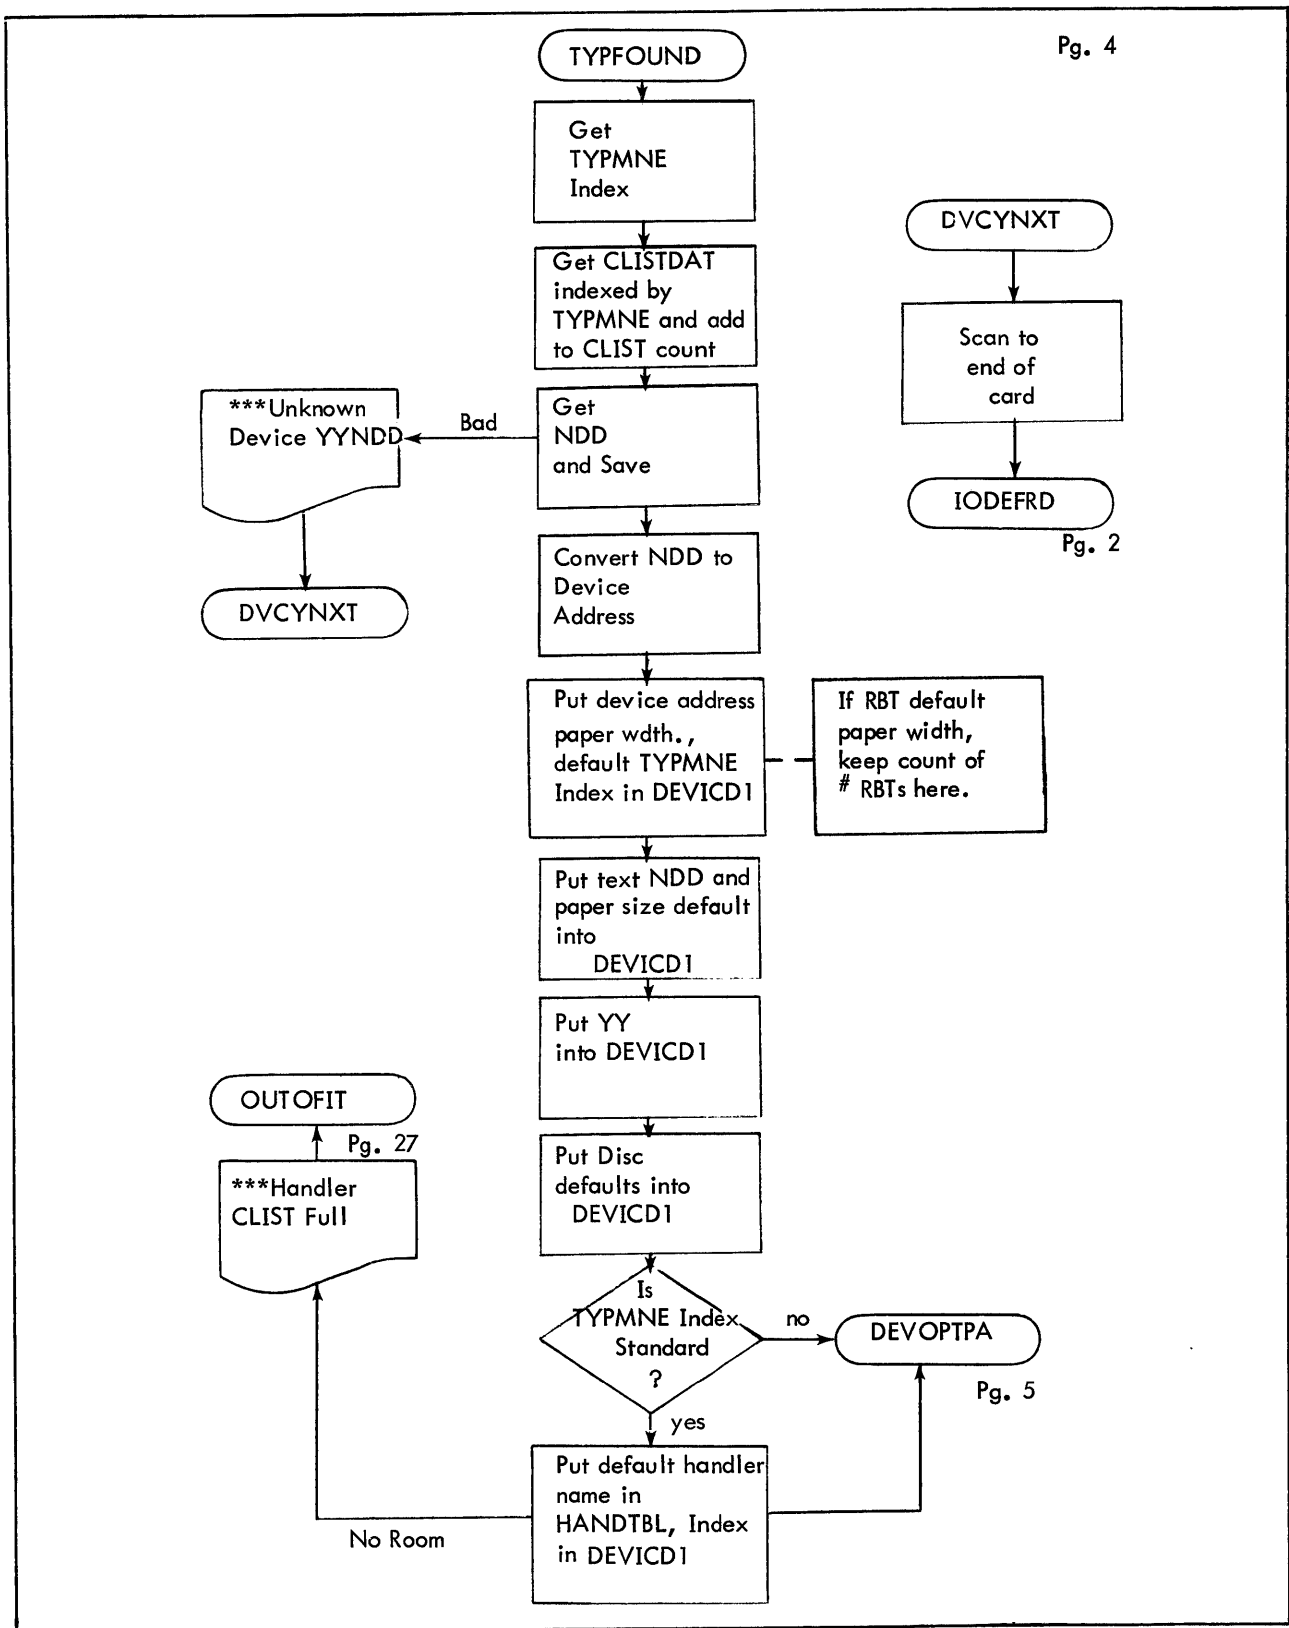 Pg. 4
TYPFOUND
Get
TYPMNE
Index
Get CLISTDAT
indexed by
TYPMNE and add
to CLIST count
DVCYNXT
Scan to
end of
card
IODEFRD
Pg. 2
Get
NDD
and Save
Bad
***Unknown
Device YYNDD
DVCYNXT
Convert NDD to
Device
Address
Put device address
paper wdth.,
default TYPMNE
Index in DEVICD1
If RBT default
paper width,
keep count of
# RBTs here.
Put text NDD and
paper size default
into
DEVICD1
Put YY
into DEVICD1
Put Disc
defaults into
DEVICD1
OUTOFIT
Pg. 27
***Handler
CLIST Full
Is
TYPMNE Index
Standard
?
no
DEVOPTPA
Pg. 5
yes
Put default handler
name in
HANDTBL, Index
in DEVICD1
No Room